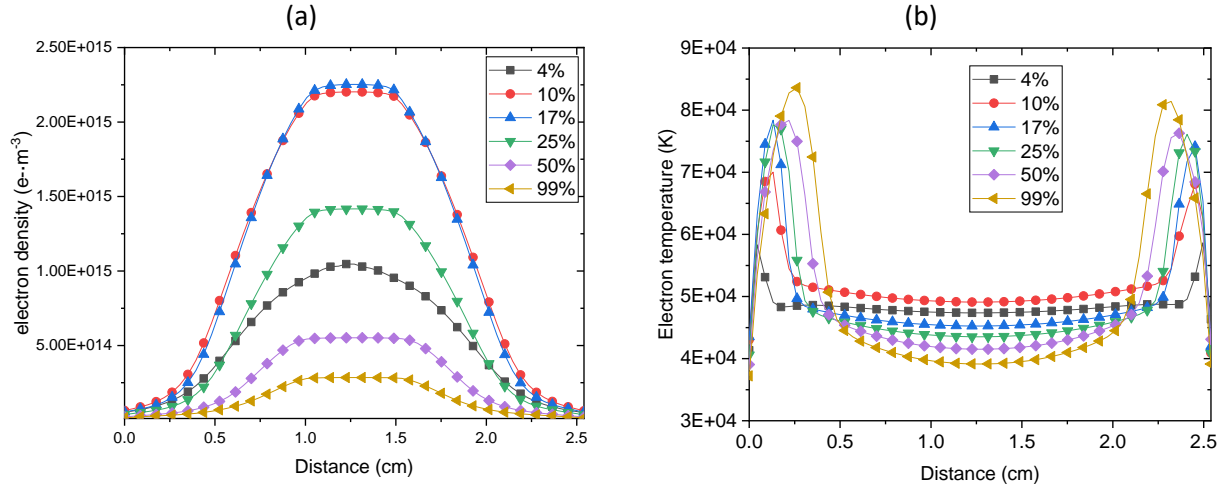 (a)
2.50E+015
2.00E+015
1.50E+015
1.00E+015
5.00E+014
electron density (e-·m⁻³)
4%
10%
17%
25%
50%
99%
0.0 0.5 1.0 1.5 2.0 2.5
Distance (cm)
(b)
9E+04
8E+04
7E+04
6E+04
5E+04
4E+04
3E+04
Electron temperature (K)
4%
10%
17%
25%
50%
99%
0.0 0.5 1.0 1.5 2.0 2.5
Distance (cm)